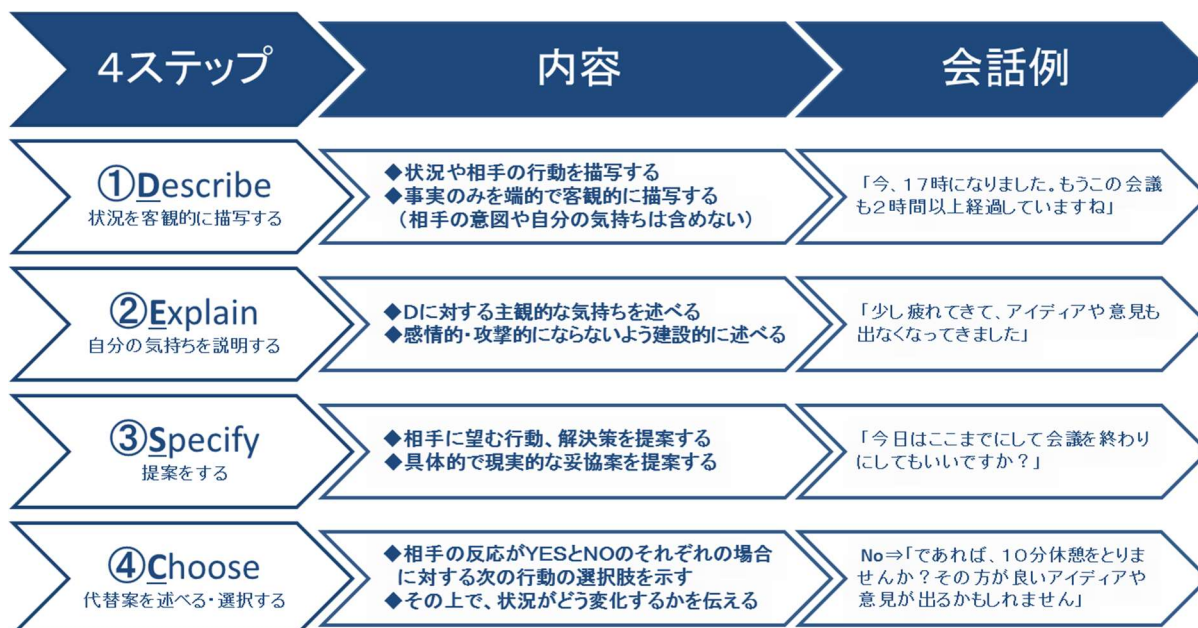 4ステップ
内容
会話例
①Describe
状況を客観的に描写する
◆状況や相手の行動を描写する
◆事実のみを端的で客観的に描写する
(相手の意図や自分の気持ちは含めない)
「今、17時になりました。もうこの会議
も2時間以上経過していますね」
②Explain
自分の気持ちを説明する
◆Dに対する主観的な気持ちを述べる
◆感情的・攻撃的にならないよう建設的に述べる
「少し疲れてきて、アイディアや意見も
出なくなってきました」
③Specify
提案をする
◆相手に望む行動、解決策を提案する
◆具体的で現実的な妥協案を提案する
「今日はここまでにして会議を終わり
にしてもいいですか?」
④Choose
代替案を述べる・選択する
◆相手の反応がYESとNOのそれぞれの場合
に対する次の行動の選択肢を示す
◆その上で、状況がどう変化するかを伝える
No⇒「であれば、10分休憩をとりま
せんか?その方が良いアイディアや
意見が出るかもしれません」